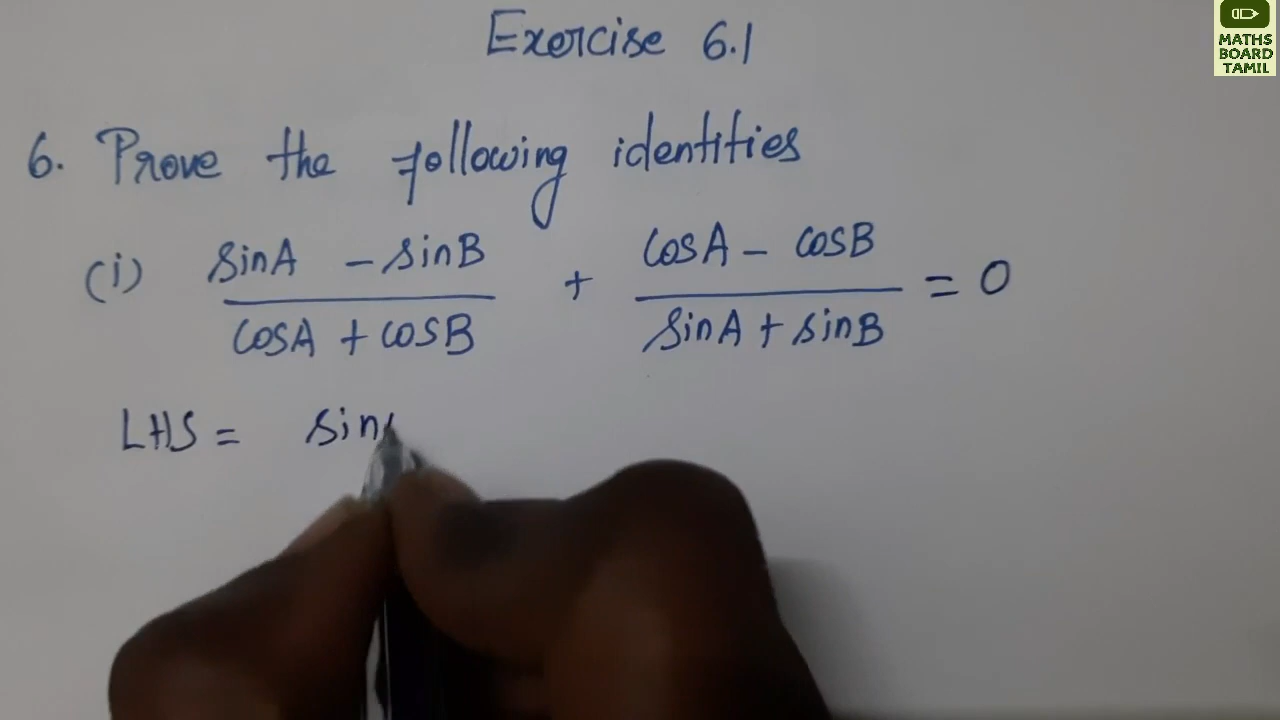 Exercise 6.1
MATHS
BOARD
TAMIL
6. Prove the following identities
(i) sinA - sinB / cosA + cosB + cosA - cosB / sinA + sinB = 0
LHS = sin